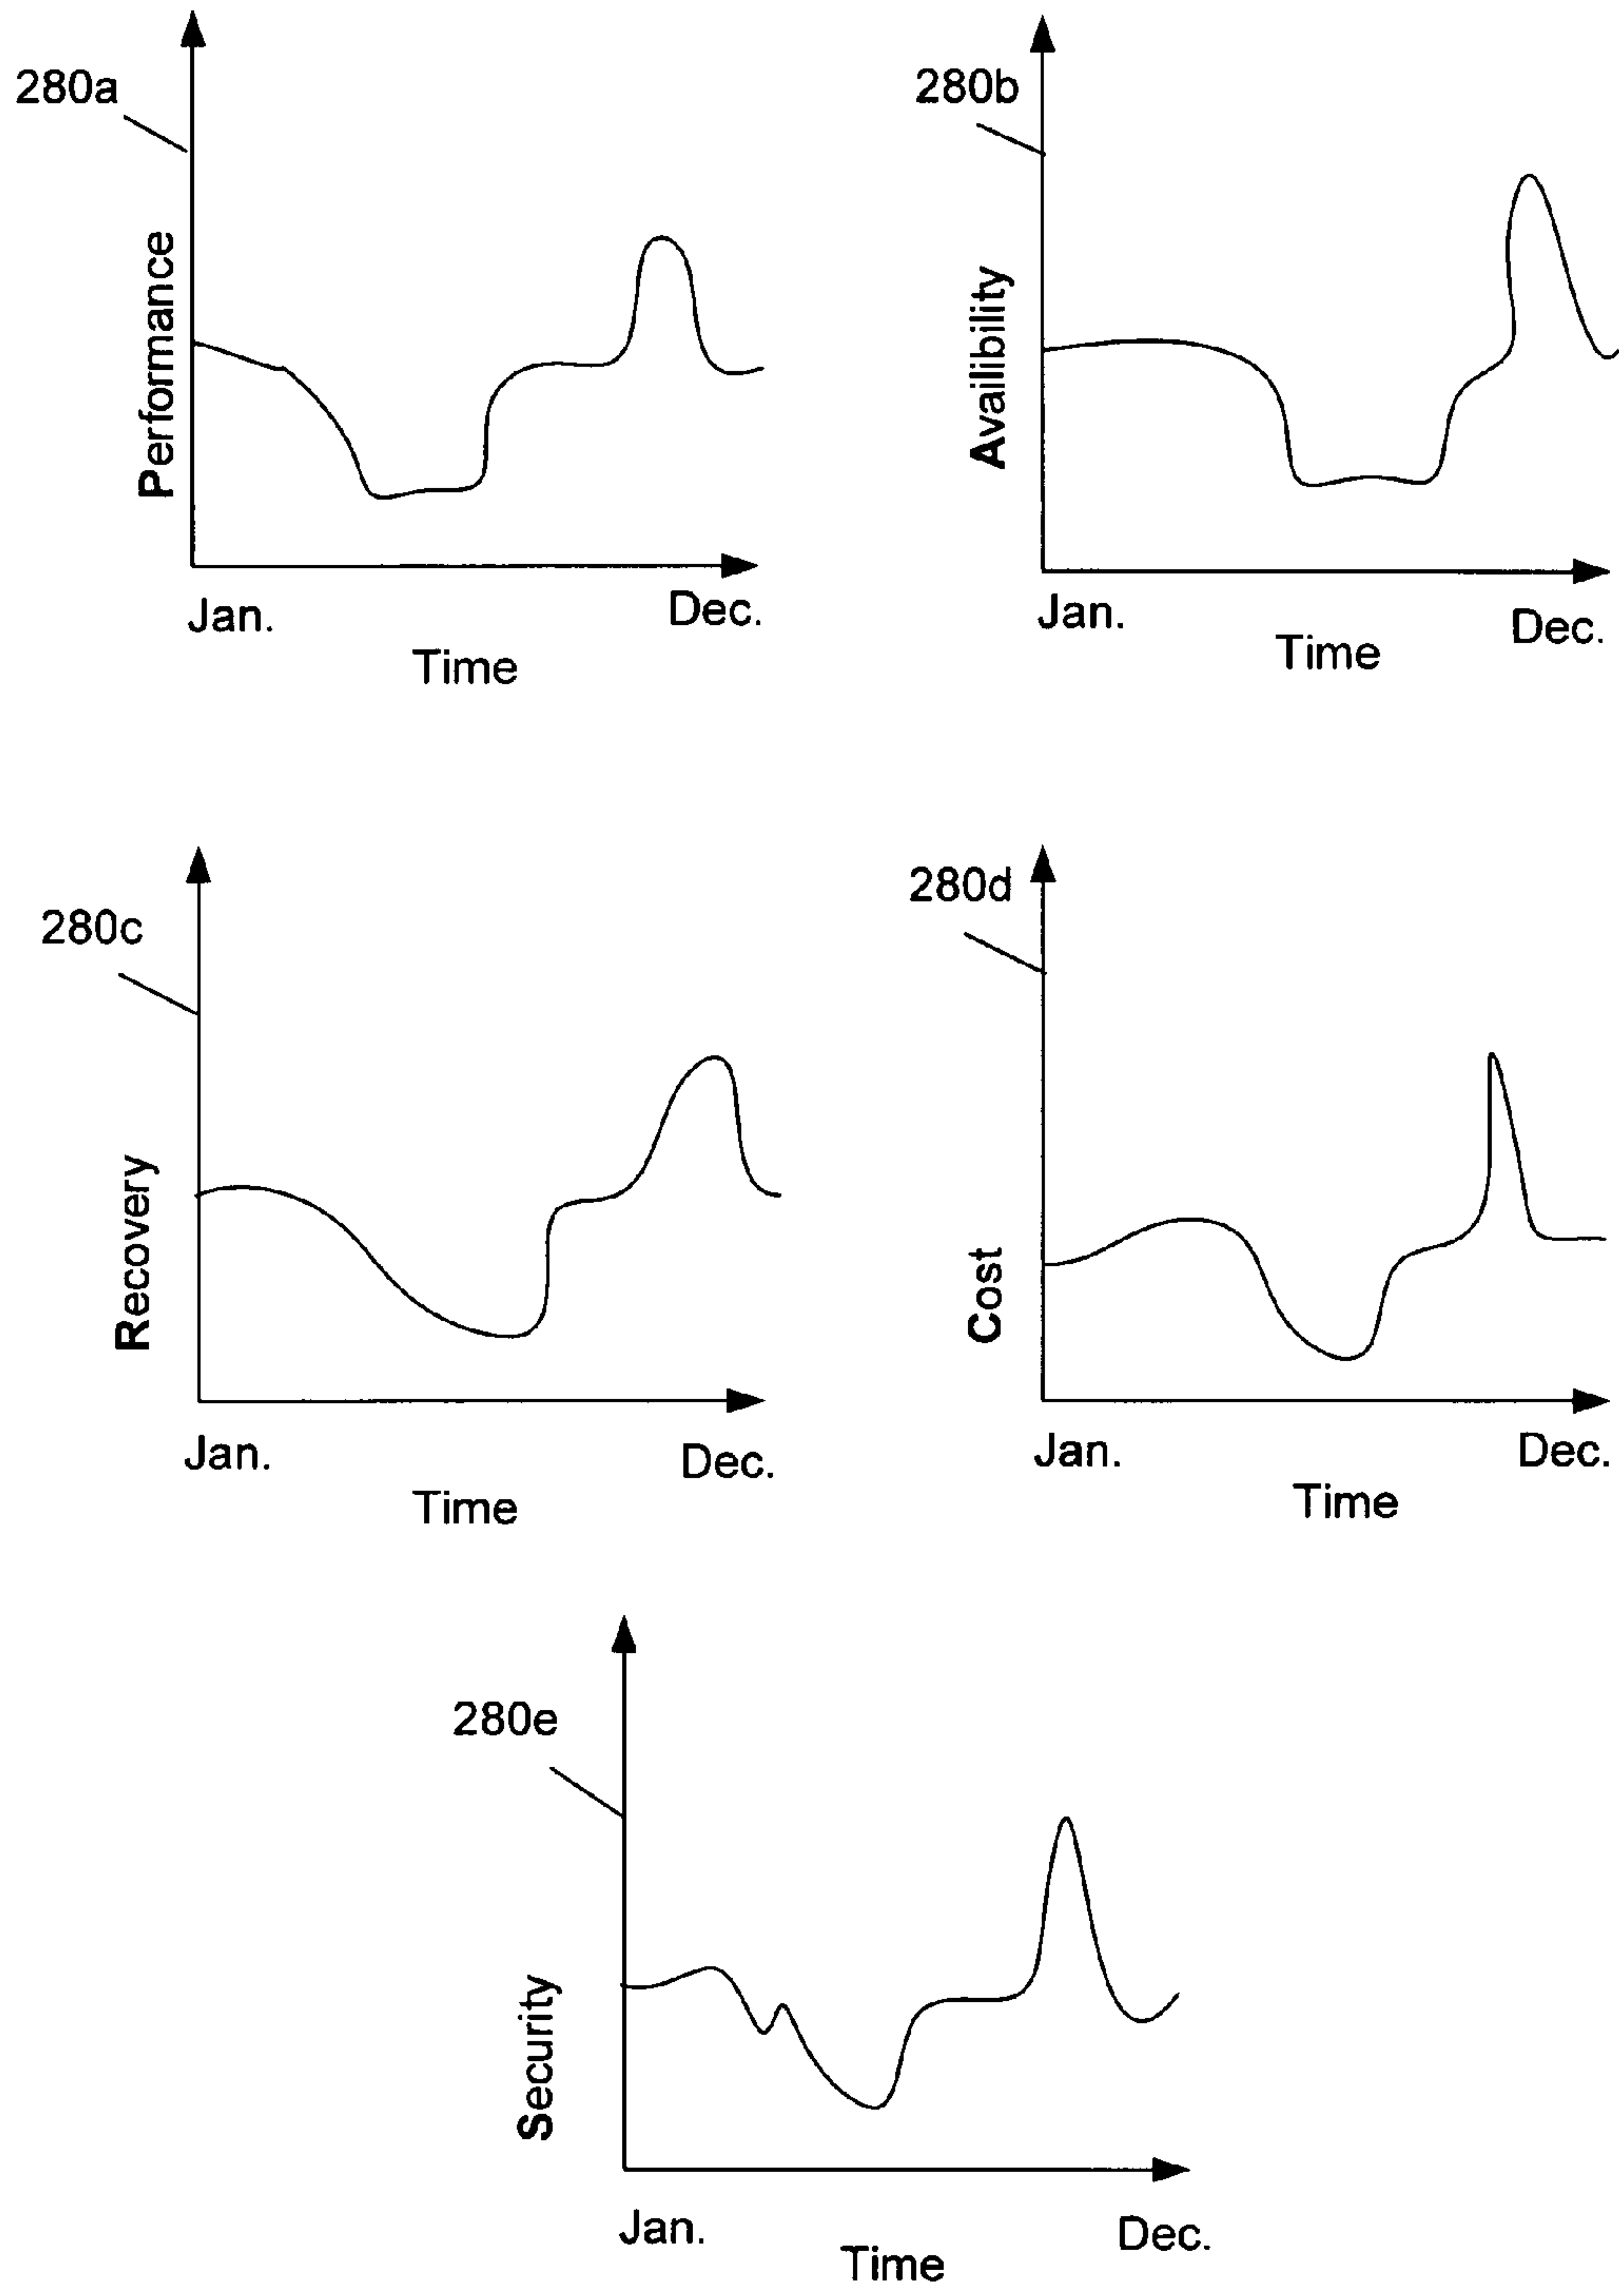 280a
Performance
Jan.
Dec.
Time
280b
Availibility
Jan.
Dec.
Time
280c
Recovery
Jan.
Dec.
Time
280d
Cost
Jan.
Dec.
Time
280e
Security
Jan.
Dec.
Time